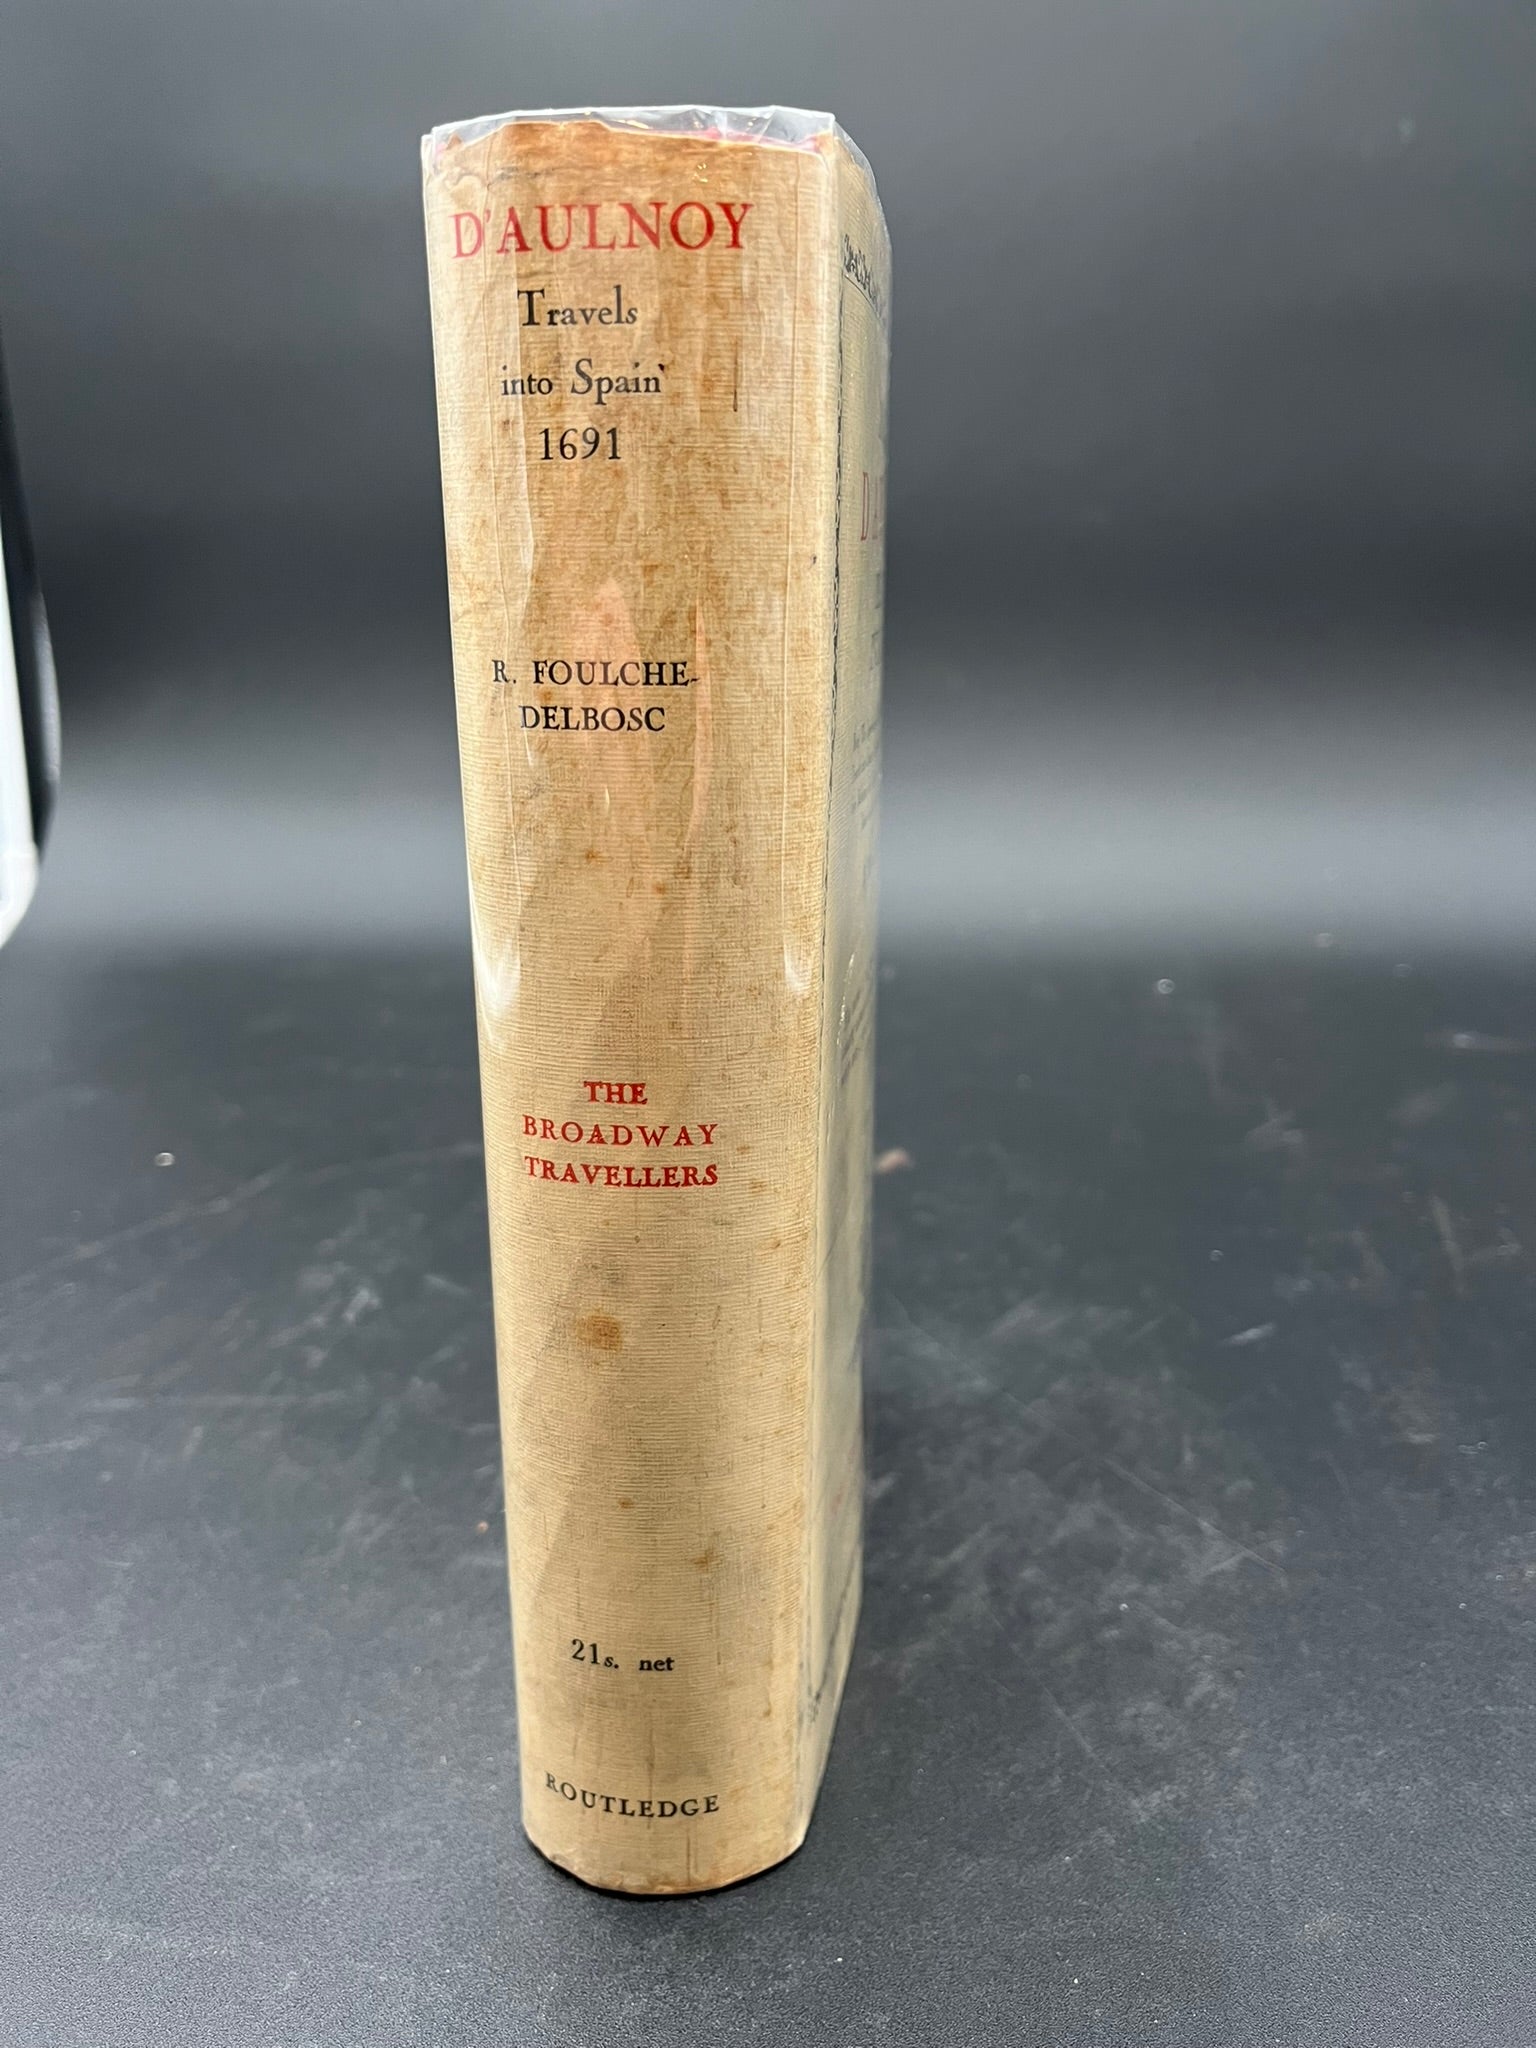 D'AULNOY
Travels
into Spain
1691
R. FOULCHE-
DELBOSC
THE
BROADWAY
TRAVELLERS
21s. net
ROUTLEDGE